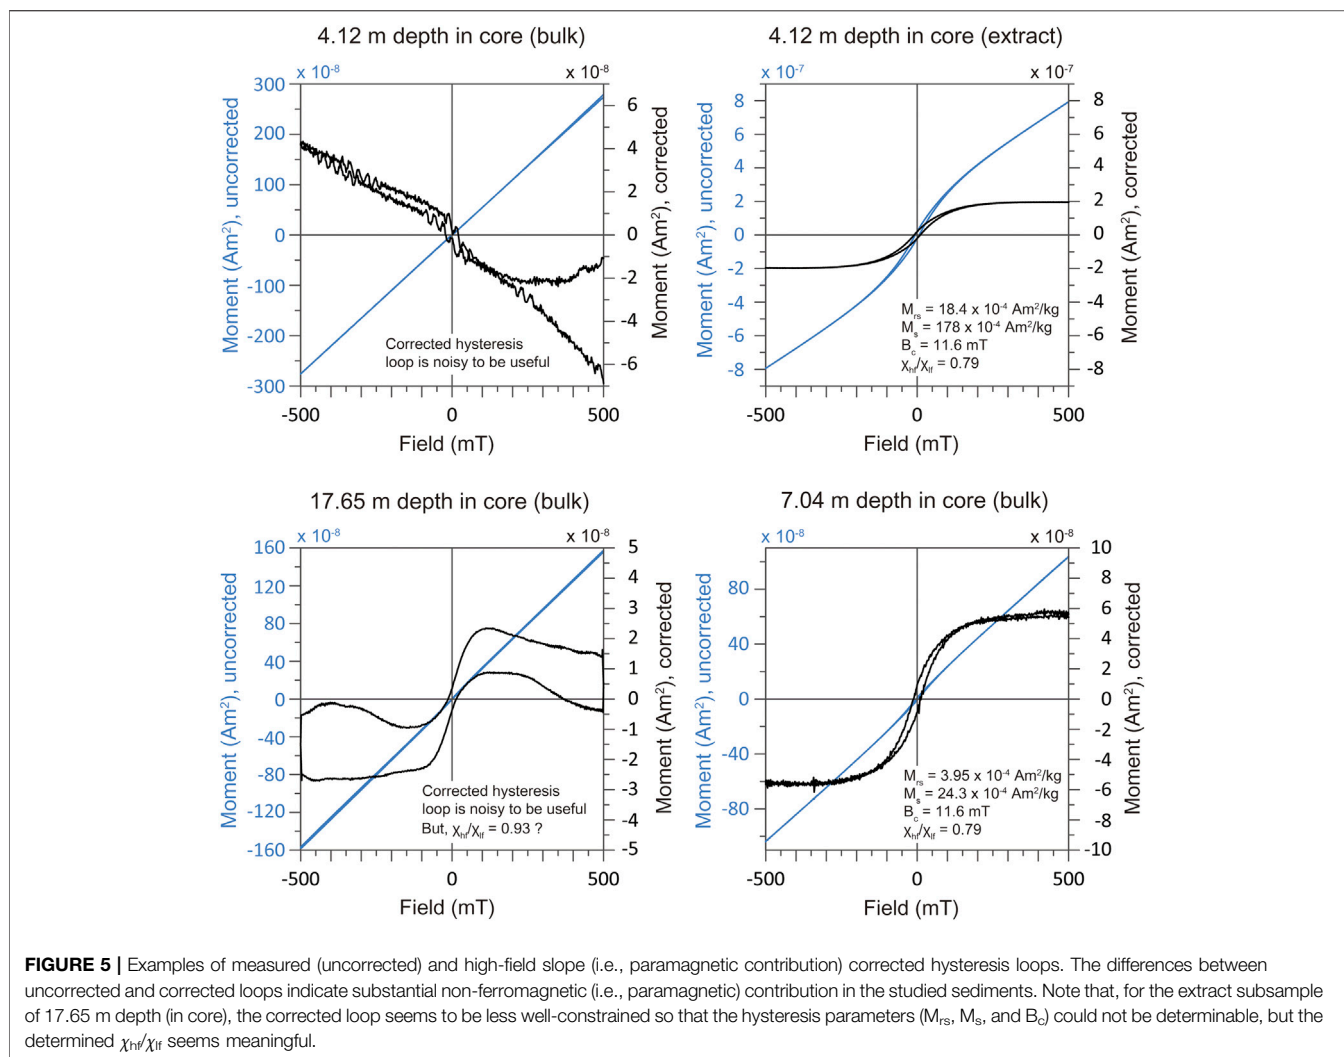 4.12 m depth in core (bulk)
x 10-8
x 10-8
300
200
100
0
-100
-200
-300
Moment (Am2), uncorrected
6
4
2
0
-2
-4
-6
Moment (Am2), corrected
Corrected hysteresis
loop is noisy to be useful
-500
0
500
Field (mT)
4.12 m depth in core (extract)
x 10-7
x 10-7
8
6
4
2
0
-2
-4
-6
-8
Moment (Am2), uncorrected
8
6
4
2
0
-2
-4
-6
-8
Moment (Am2), corrected
Mrs = 18.4 x 10-4 Am2/kg
Ms = 178 x 10-4 Am2/kg
Bc = 11.6 mT
χhf/χlf = 0.79
-500
0
500
Field (mT)
17.65 m depth in core (bulk)
x 10-8
x 10-8
160
120
80
40
0
-40
-80
-120
-160
Moment (Am2), uncorrected
5
4
3
2
1
0
-1
-2
-3
-4
-5
Moment (Am2), corrected
Corrected hysteresis
loop is noisy to be useful
But, χhf/χlf = 0.93 ?
-500
0
500
Field (mT)
7.04 m depth in core (bulk)
x 10-8
x 10-8
80
40
0
-40
-80
Moment (Am2), uncorrected
10
8
6
4
2
0
-2
-4
-6
-8
-10
Moment (Am2), corrected
Mrs = 3.95 x 10-4 Am2/kg
Ms = 24.3 x 10-4 Am2/kg
Bc = 11.6 mT
χhf/χlf = 0.79
-500
0
500
Field (mT)
FIGURE 5 | Examples of measured (uncorrected) and high-field slope (i.e., paramagnetic contribution) corrected hysteresis loops. The differences between
uncorrected and corrected loops indicate substantial non-ferromagnetic (i.e., paramagnetic) contribution in the studied sediments. Note that, for the extract subsample
of 17.65 m depth (in core), the corrected loop seems to be less well-constrained so that the hysteresis parameters (Mrs, Ms, and Bc) could not be determinable, but the
determined χhf/χlf seems meaningful.